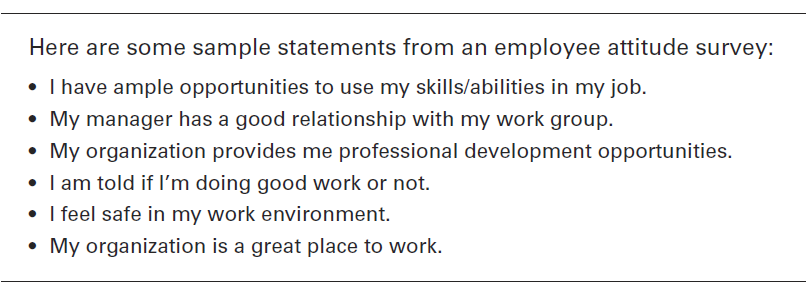 Here are some sample statements from an employee attitude survey:
• I have ample opportunities to use my skills/abilities in my job.
• My manager has a good relationship with my work group.
• My organization provides me professional development opportunities.
• I am told if I’m doing good work or not.
• I feel safe in my work environment.
• My organization is a great place to work.